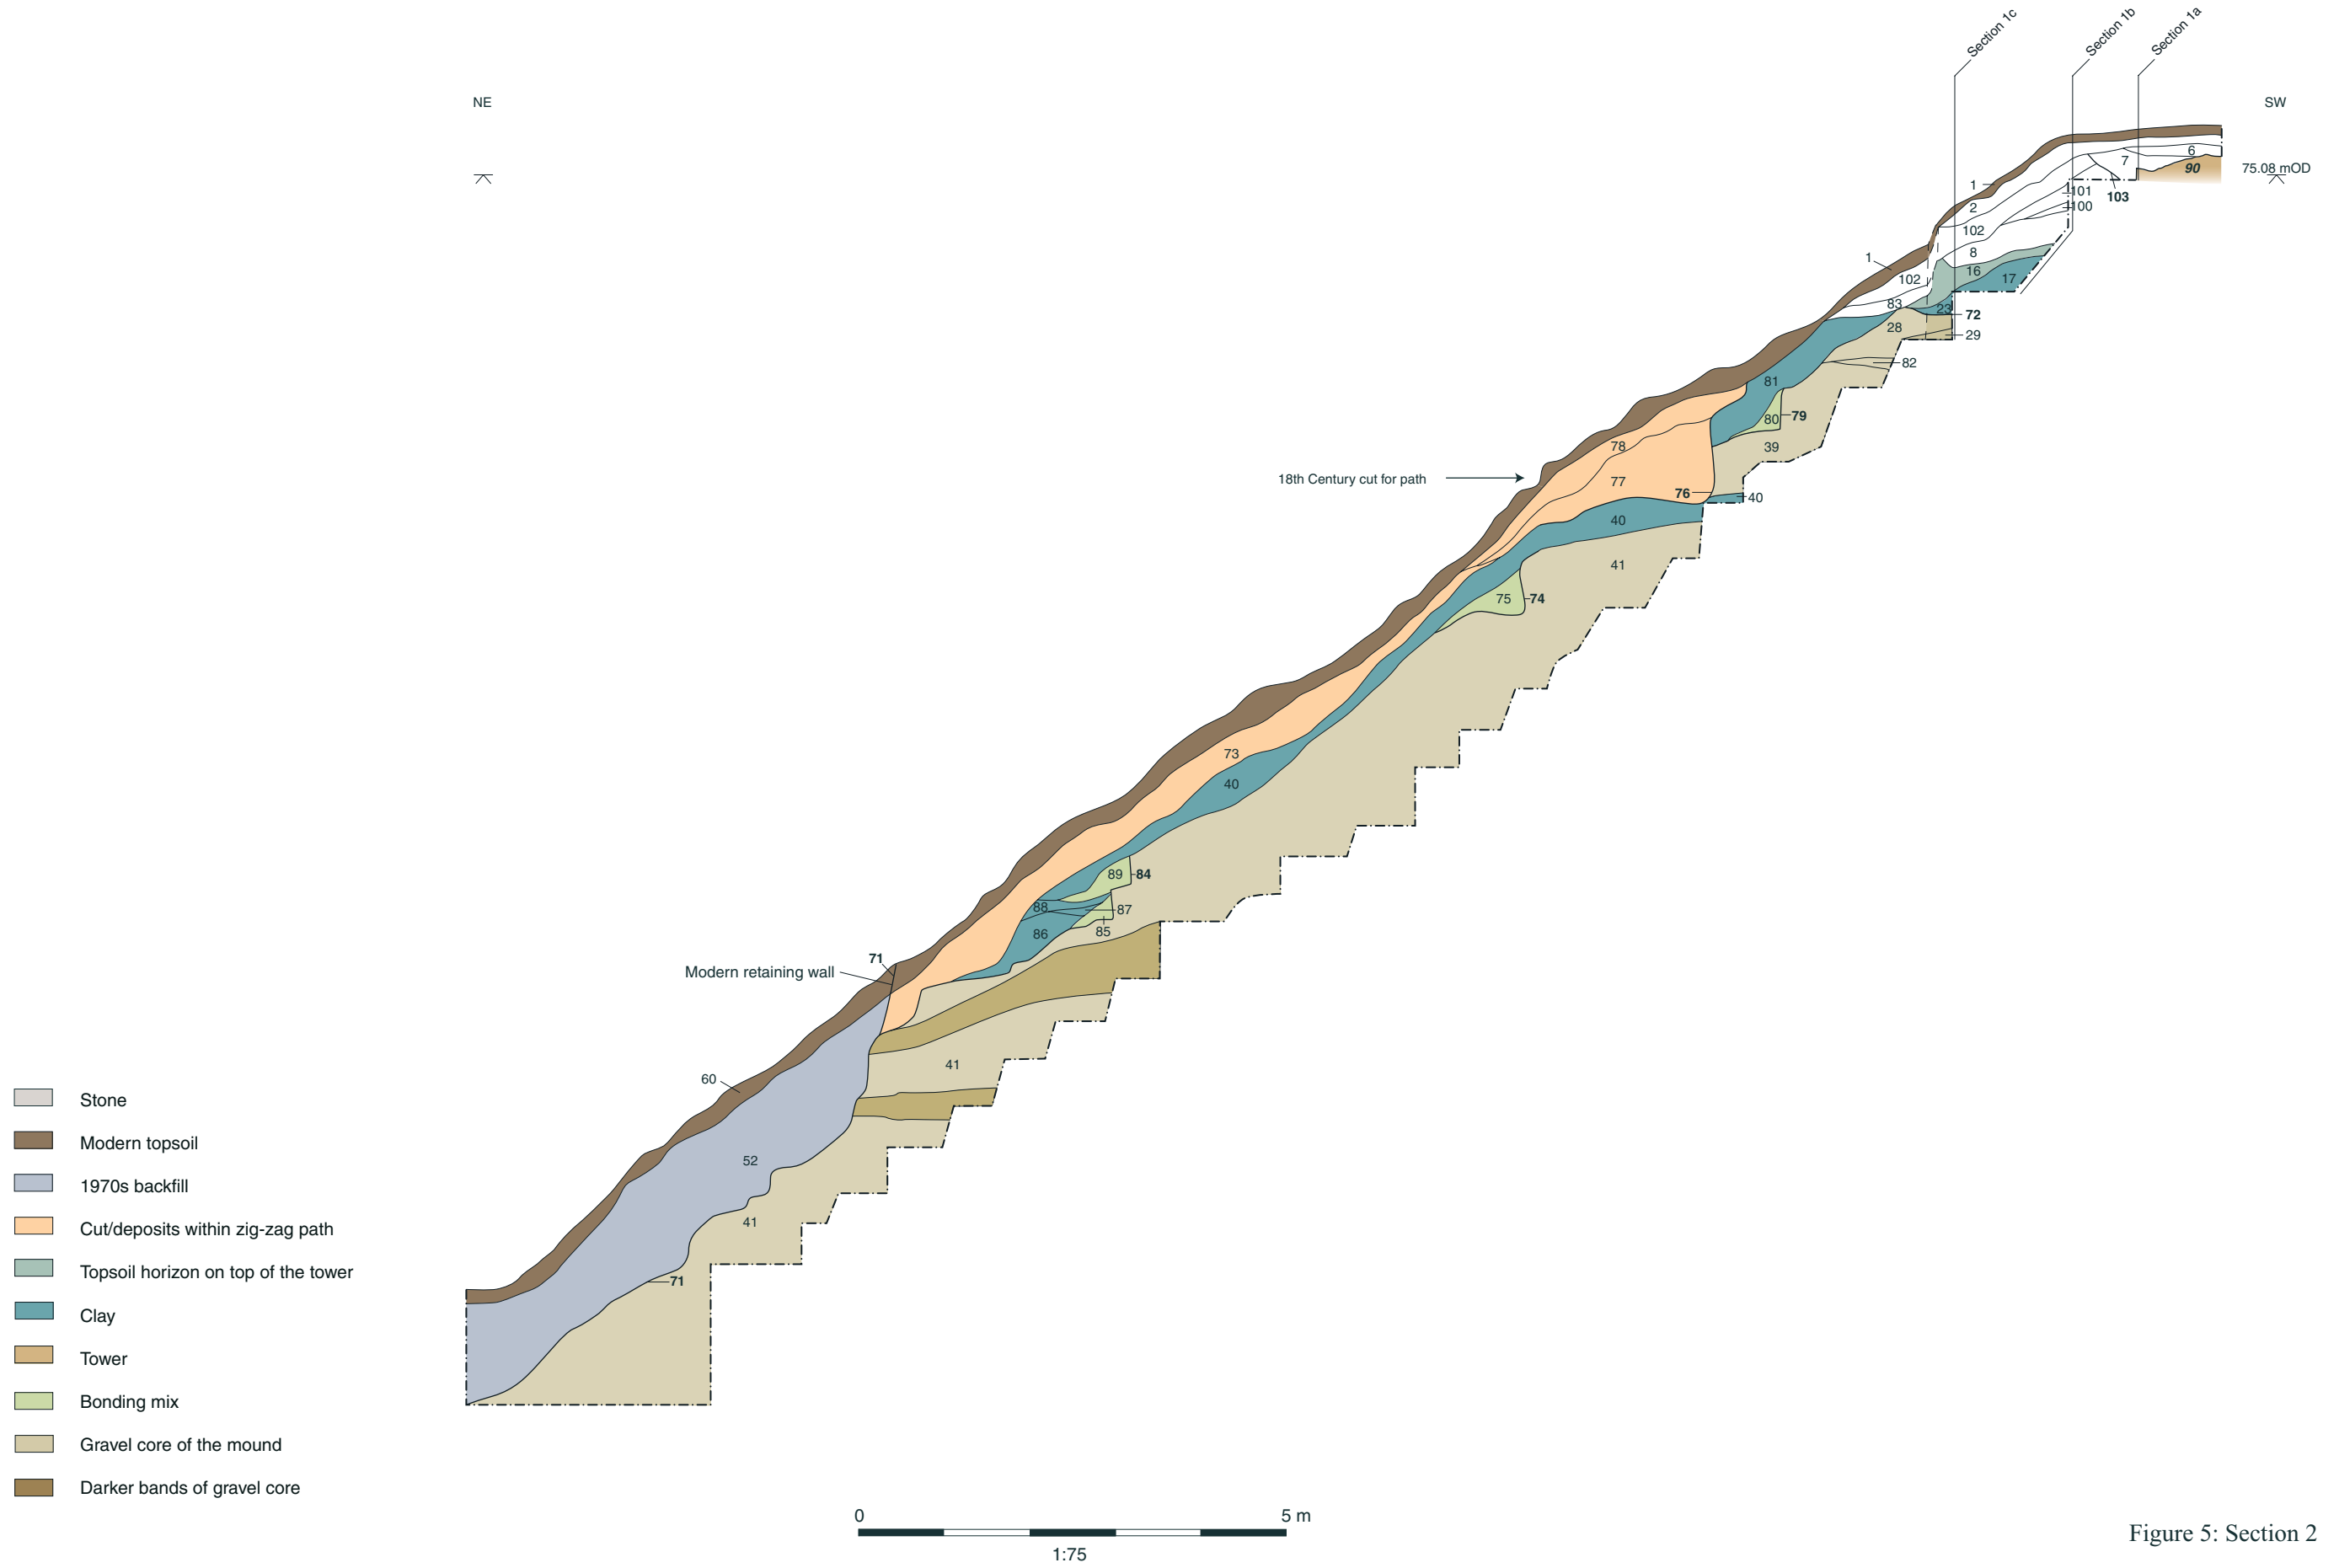 Section 1c
Section 1b
Section 1a
NE
SW
75.08 mOD
6
7
90
1
101
103
2
100
102
8
1
16
102
17
83
23
72
28
29
82
81
79
80
78
39
18th Century cut for path
77
76
40
40
41
75
74
73
40
89
84
88
87
86
85
71
Modern retaining wall
41
60
52
41
71
Stone
Modern topsoil
1970s backfill
Cut/deposits within zig-zag path
Topsoil horizon on top of the tower
Clay
Tower
Bonding mix
Gravel core of the mound
Darker bands of gravel core
0
5 m
1:75
Figure 5: Section 2